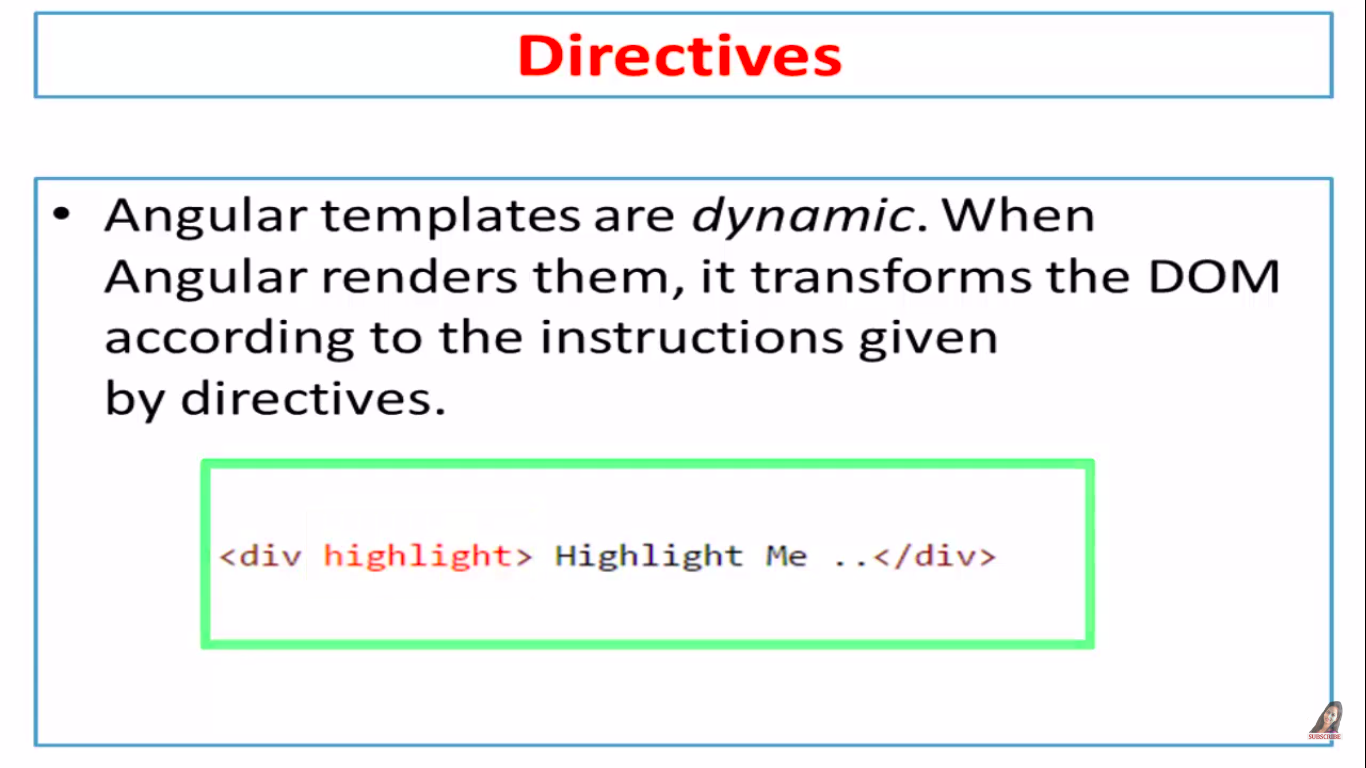 Directives
• Angular templates are dynamic. When
Angular renders them, it transforms the DOM
according to the instructions given
by directives.
<div highlight> Highlight Me ..</div>
SUBSCRIBE